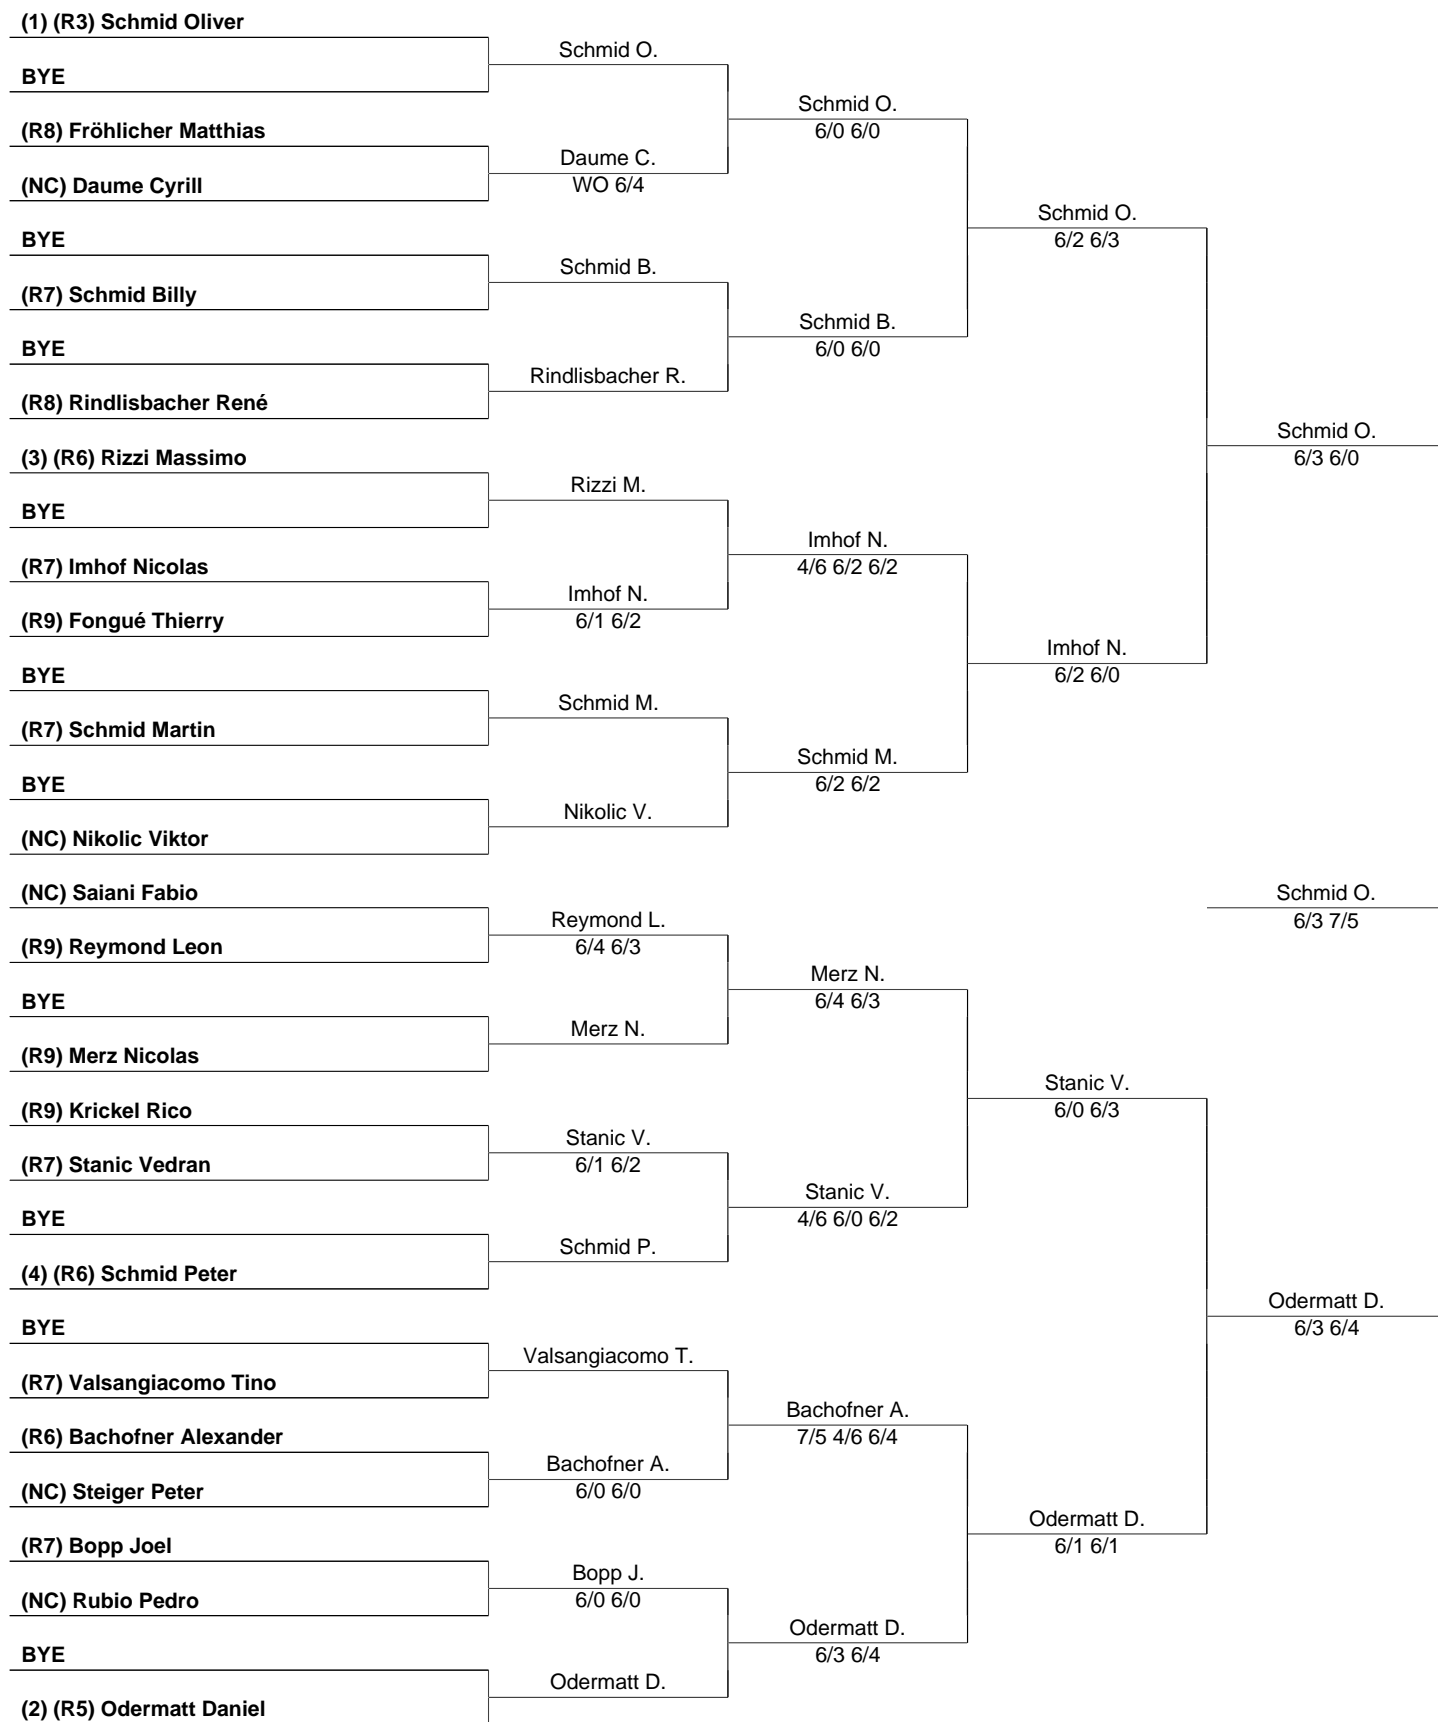 (1) (R3) Schmid Oliver
BYE
(R8) Fröhlicher Matthias
(NC) Daume Cyrill
BYE
(R7) Schmid Billy
BYE
(R8) Rindlisbacher René
(3) (R6) Rizzi Massimo
BYE
(R7) Imhof Nicolas
(R9) Fongué Thierry
BYE
(R7) Schmid Martin
BYE
(NC) Nikolic Viktor
(NC) Saiani Fabio
(R9) Reymond Leon
BYE
(R9) Merz Nicolas
(R9) Krickel Rico
(R7) Stanic Vedran
BYE
(4) (R6) Schmid Peter
BYE
(R7) Valsangiacomo Tino
(R6) Bachofner Alexander
(NC) Steiger Peter
(R7) Bopp Joel
(NC) Rubio Pedro
BYE
(2) (R5) Odermatt Daniel
Schmid O.
Daume C.
WO 6/4
Schmid B.
Rindlisbacher R.
Rizzi M.
Imhof N.
6/1 6/2
Schmid M.
Nikolic V.
Reymond L.
6/4 6/3
Merz N.
Stanic V.
6/1 6/2
Schmid P.
Valsangiacomo T.
Bachofner A.
6/0 6/0
Bopp J.
6/0 6/0
Odermatt D.
Schmid O.
6/0 6/0
Schmid B.
6/0 6/0
Imhof N.
4/6 6/2 6/2
Schmid M.
6/2 6/2
Merz N.
6/4 6/3
Stanic V.
4/6 6/0 6/2
Bachofner A.
7/5 4/6 6/4
Odermatt D.
6/3 6/4
Schmid O.
6/2 6/3
Imhof N.
6/2 6/0
Stanic V.
6/0 6/3
Odermatt D.
6/1 6/1
Schmid O.
6/3 6/0
Schmid O.
6/3 7/5
Odermatt D.
6/3 6/4